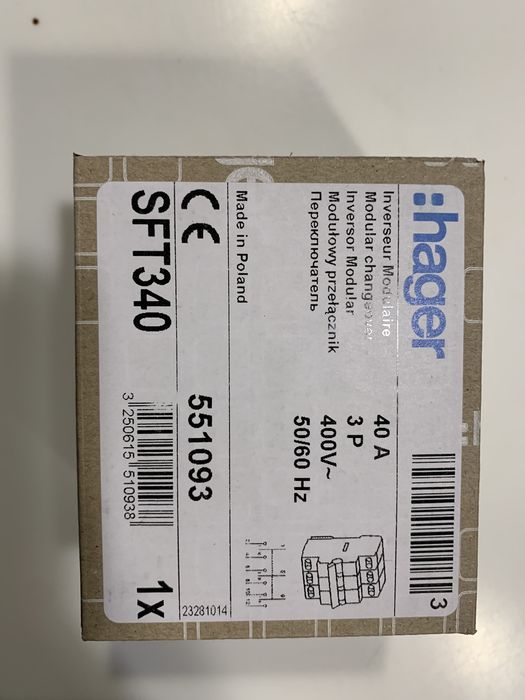 :hager
3
Inverseur Modulaire
Modular changeover
Inversor Modular
Modułowy przełącznik
Переключатель
40 A
3 P
400V~
50/60 Hz
Made in Poland
CE
551093
23281014
SFT340
3 250615 510938
1x